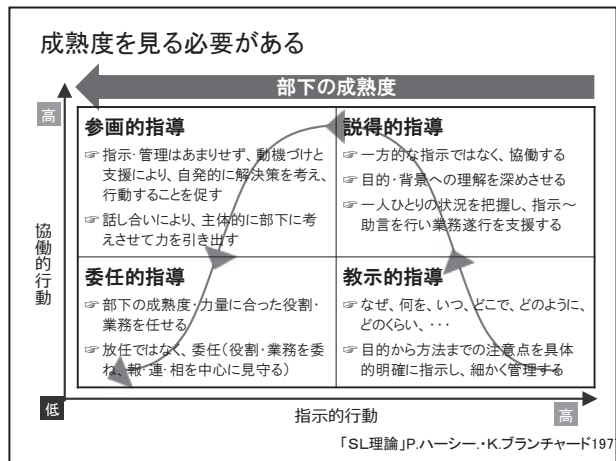 成熟度を見る必要がある
部下の成熟度
高
参画的指導
☞ 指示・管理はあまりせず、動機づけと
支援により、自発的に解決策を考え、
行動することを促す
☞ 話し合いにより、主体的に部下に考
えさせて力を引き出す
説得的指導
☞ 一方的な指示ではなく、協働する
☞ 目的・背景への理解を深めさせる
☞ 一人ひとりの状況を把握し、指示～
助言を行い業務遂行を支援する
協働的行動
委任的指導
☞ 部下の成熟度・力量に合った役割・
業務を任せる
☞ 放任ではなく、委任（役割・業務を委
ね、報・連・相を中心に見守る）
教示的指導
☞ なぜ、何を、いつ、どこで、どのように、
どのくらい、・・・
☞ 目的から方法までの注意点を具体
的明確に指示し、細かく管理する
低
指示的行動
高
「SL理論」P.ハーシー.・K.ブランチャード197